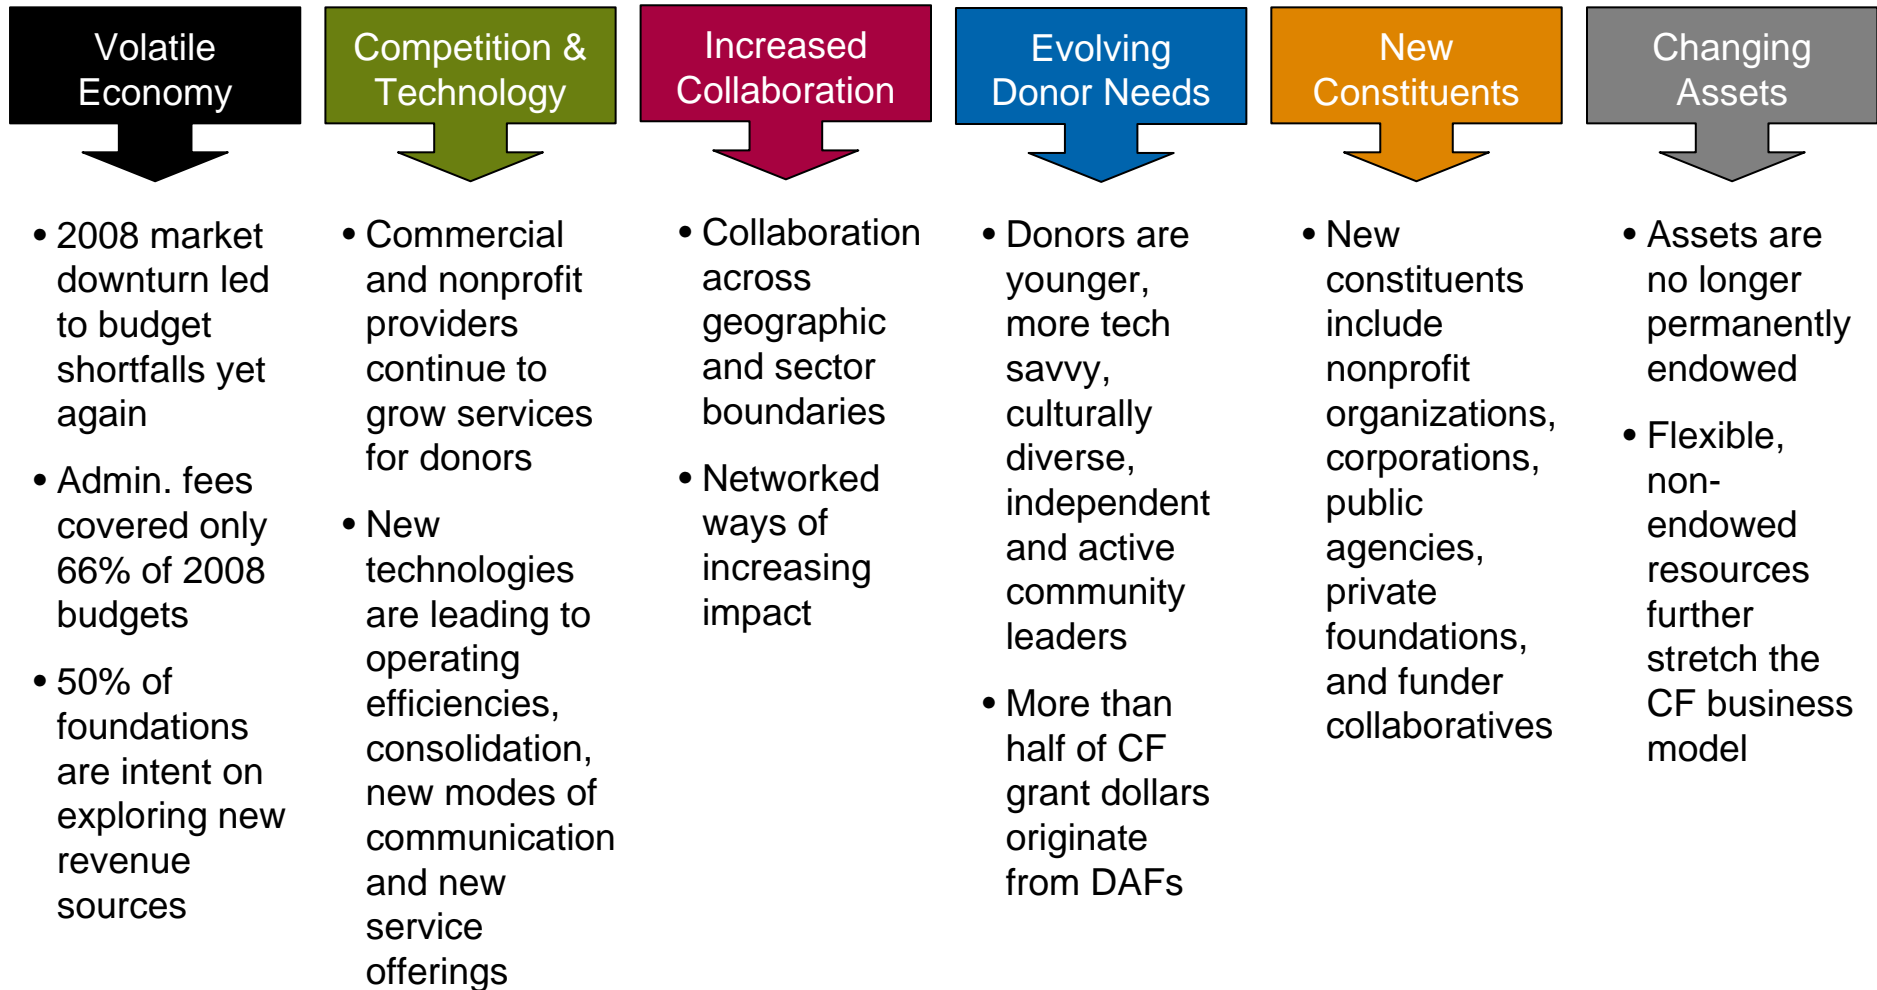 Volatile
Economy
• 2008 market
downturn led
to budget
shortfalls yet
again
• Admin. fees
covered only
66% of 2008
budgets
• 50% of
foundations
are intent on
exploring new
revenue
sources
Competition &
Technology
• Commercial
and nonprofit
providers
continue to
grow services
for donors
• New
technologies
are leading to
operating
efficiencies,
consolidation,
new modes of
communication
and new
service
offerings
Increased
Collaboration
• Collaboration
across
geographic
and sector
boundaries
• Networked
ways of
increasing
impact
Evolving
Donor Needs
• Donors are
younger,
more tech
savvy,
culturally
diverse,
independent
and active
community
leaders
• More than
half of CF
grant dollars
originate
from DAFs
New
Constituents
• New
constituents
include
nonprofit
organizations,
corporations,
public
agencies,
private
foundations,
and funder
collaboratives
Changing
Assets
• Assets are
no longer
permanently
endowed
• Flexible,
non-
endowed
resources
further
stretch the
CF business
model